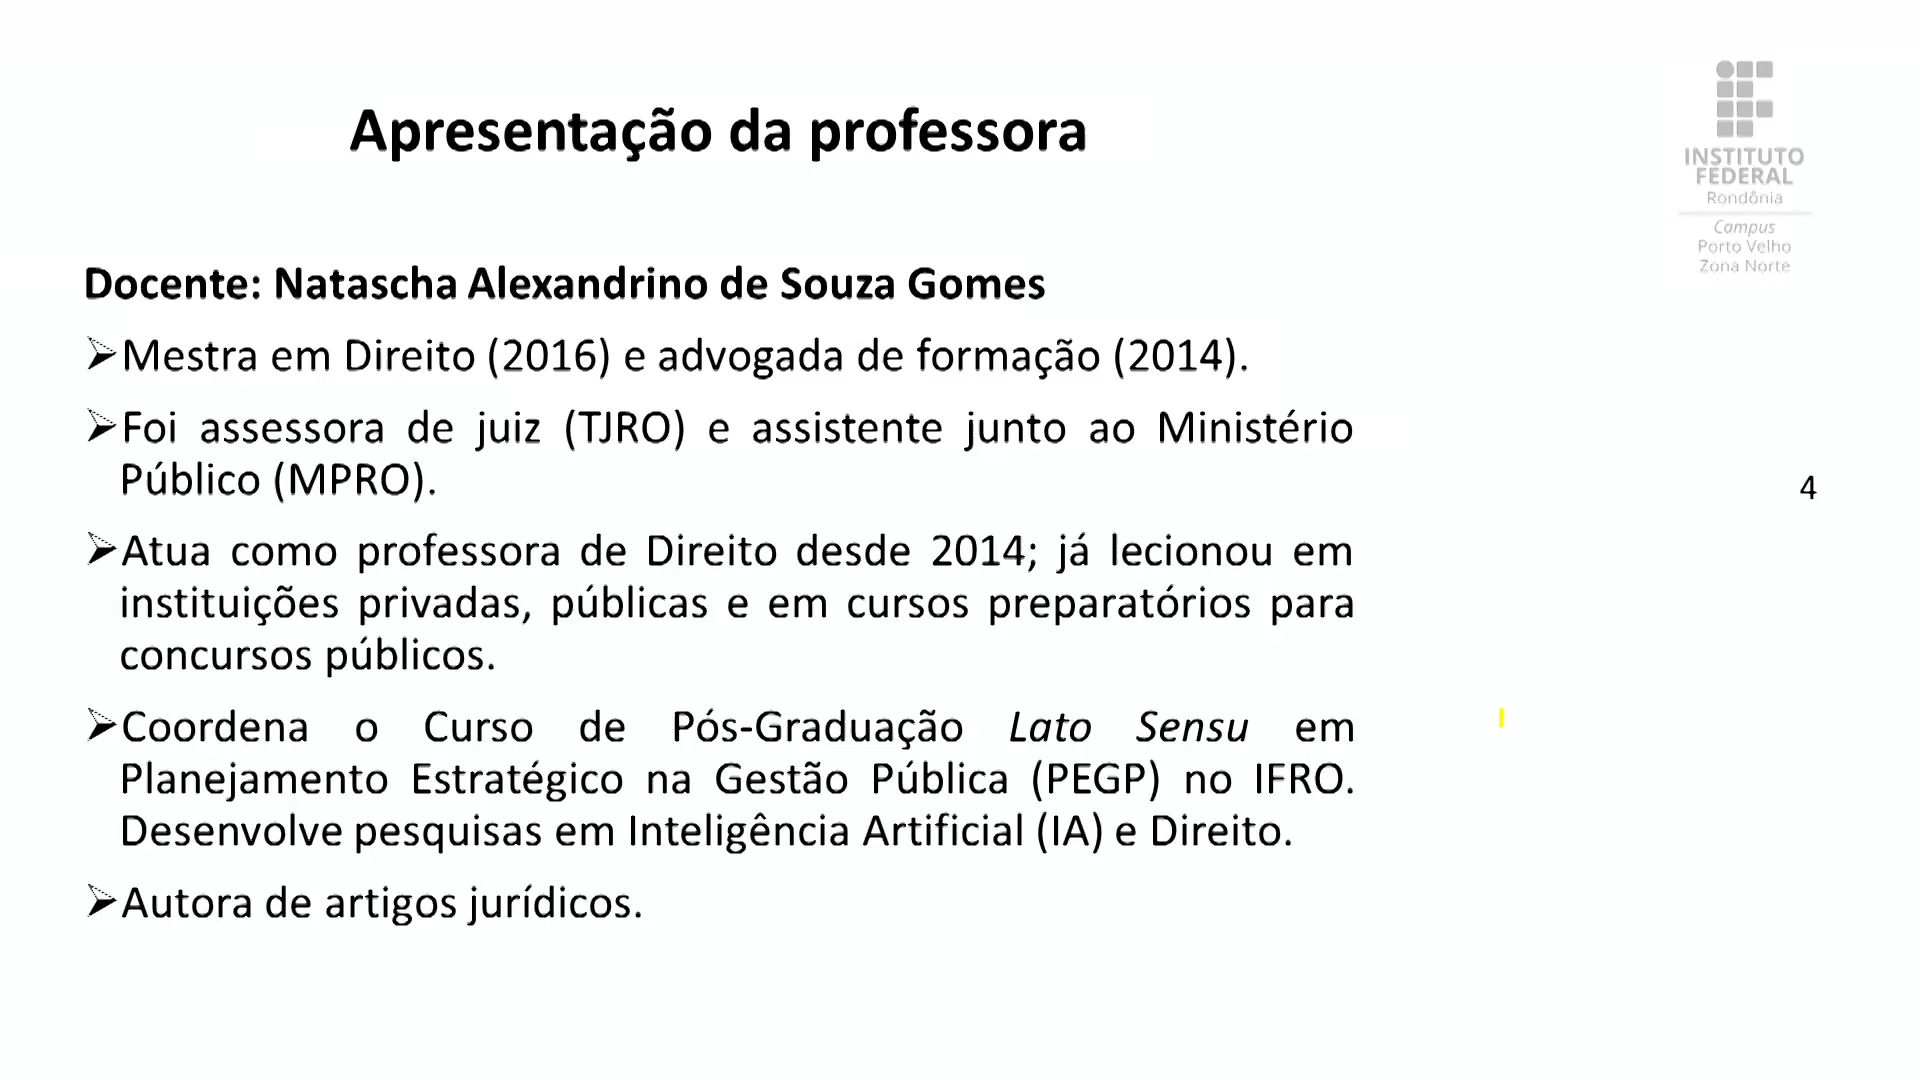 Apresentação da professora
INSTITUTO
FEDERAL
Rondônia
Campus
Porto Velho
Zona Norte
Docente: Natascha Alexandrino de Souza Gomes
➢Mestra em Direito (2016) e advogada de formação (2014).
➢Foi assessora de juiz (TJRO) e assistente junto ao Ministério
Público (MPRO).
4
➢Atua como professora de Direito desde 2014; já lecionou em
instituições privadas, públicas e em cursos preparatórios para
concursos públicos.
➢Coordena o Curso de Pós-Graduação Lato Sensu em
Planejamento Estratégico na Gestão Pública (PEGP) no IFRO.
Desenvolve pesquisas em Inteligência Artificial (IA) e Direito.
➢Autora de artigos jurídicos.